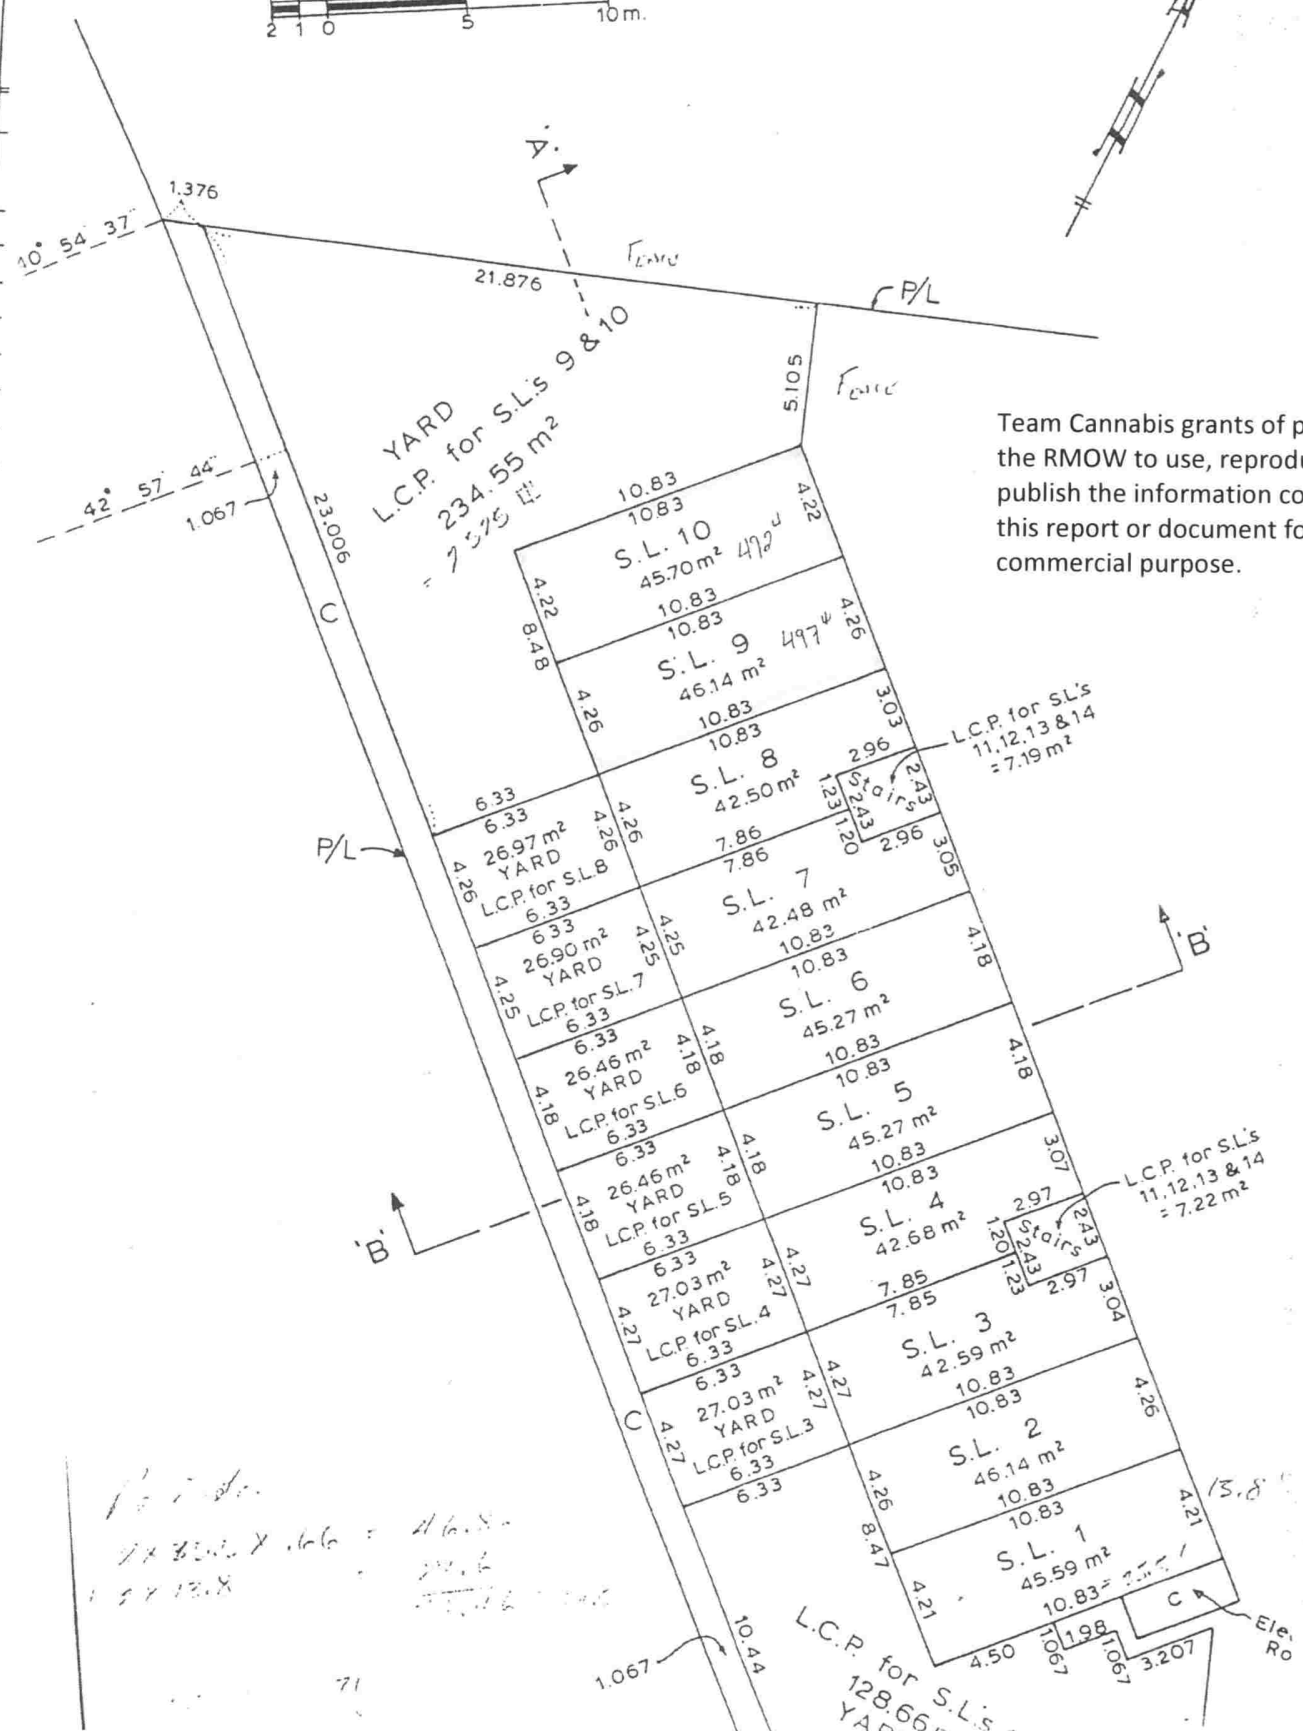 2 1 0 5 10 m.
'A'
1.376
10° 54' 37"
Fence
21.876
P/L
5.105
Fence
YARD
L.C.P. for S.L.'s 9 & 10
234.55 m²
42° 57' 44"
1.067
23.006
C
P/L
Team Cannabis grants of p
the RMOW to use, reprodu
publish the information co
this report or document fo
commercial purpose.
10.83
10.83
4.22
S.L. 10
45.70 m²
4.22
8.48
10.83
10.83
4.26
S.L. 9
46.14 m²
497
4.26
10.83
10.83
3.03
S.L. 8
42.50 m²
4.26
2.96
1.23
Stairs
2.43
2.43
1.20
2.96
L.C.P. for S.L.'s
11,12,13 & 14
= 7.19 m²
6.33
6.33
26.97 m²
YARD
L.C.P. for S.L.8
4.26
4.26
7.86
7.86
3.05
S.L. 7
42.48 m²
4.25
6.33
6.33
26.90 m²
YARD
L.C.P. for S.L.7
4.25
4.25
10.83
10.83
4.18
S.L. 6
45.27 m²
4.18
6.33
6.33
26.46 m²
YARD
L.C.P. for S.L.6
4.18
4.18
'B'
10.83
10.83
4.18
S.L. 5
45.27 m²
4.18
6.33
6.33
26.46 m²
YARD
L.C.P. for S.L.5
4.18
4.18
'B'
10.83
10.83
3.07
S.L. 4
42.68 m²
4.27
2.97
1.20
Stairs
2.43
2.43
1.23
2.97
L.C.P. for S.L.'s
11,12,13 & 14
= 7.22 m²
6.33
6.33
27.03 m²
YARD
L.C.P. for S.L.4
4.27
4.27
7.85
7.85
3.04
S.L. 3
42.59 m²
4.27
6.33
6.33
27.03 m²
YARD
L.C.P. for S.L.3
4.27
4.27
C
6.33
6.33
10.83
10.83
4.26
S.L. 2
46.14 m²
4.26
8.47
10.83
10.83
4.21
S.L. 1
45.59 m²
4.21
10.83
C
4.50
1.067
1.98
1.067
3.207
10.44
1.067
L.C.P. for S.L.'s
128.66
71